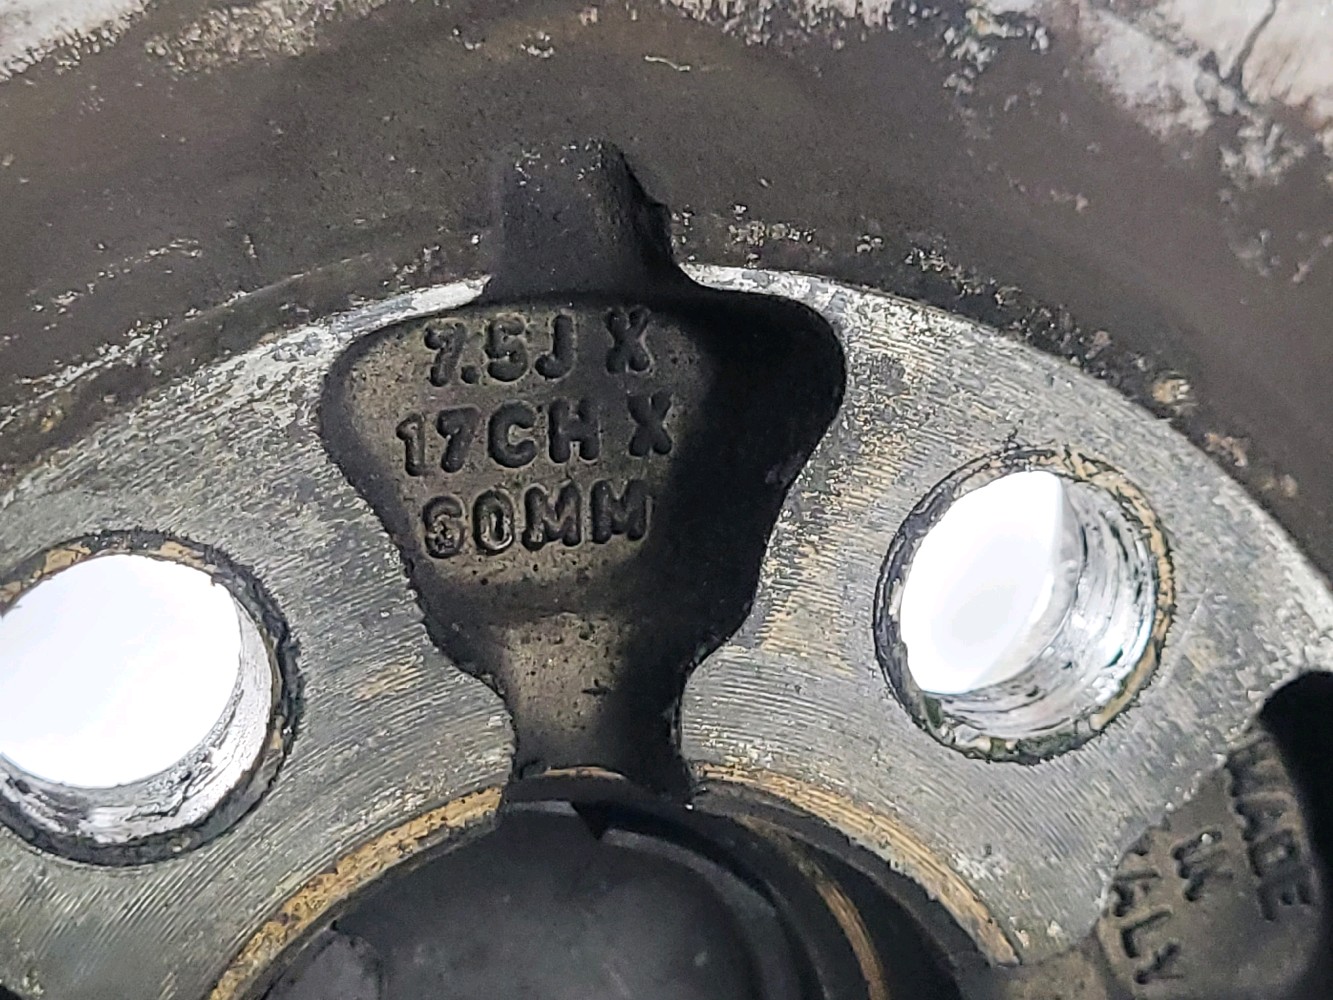 7.5J X
17CH X
60MM
MADE
IN
ITALY